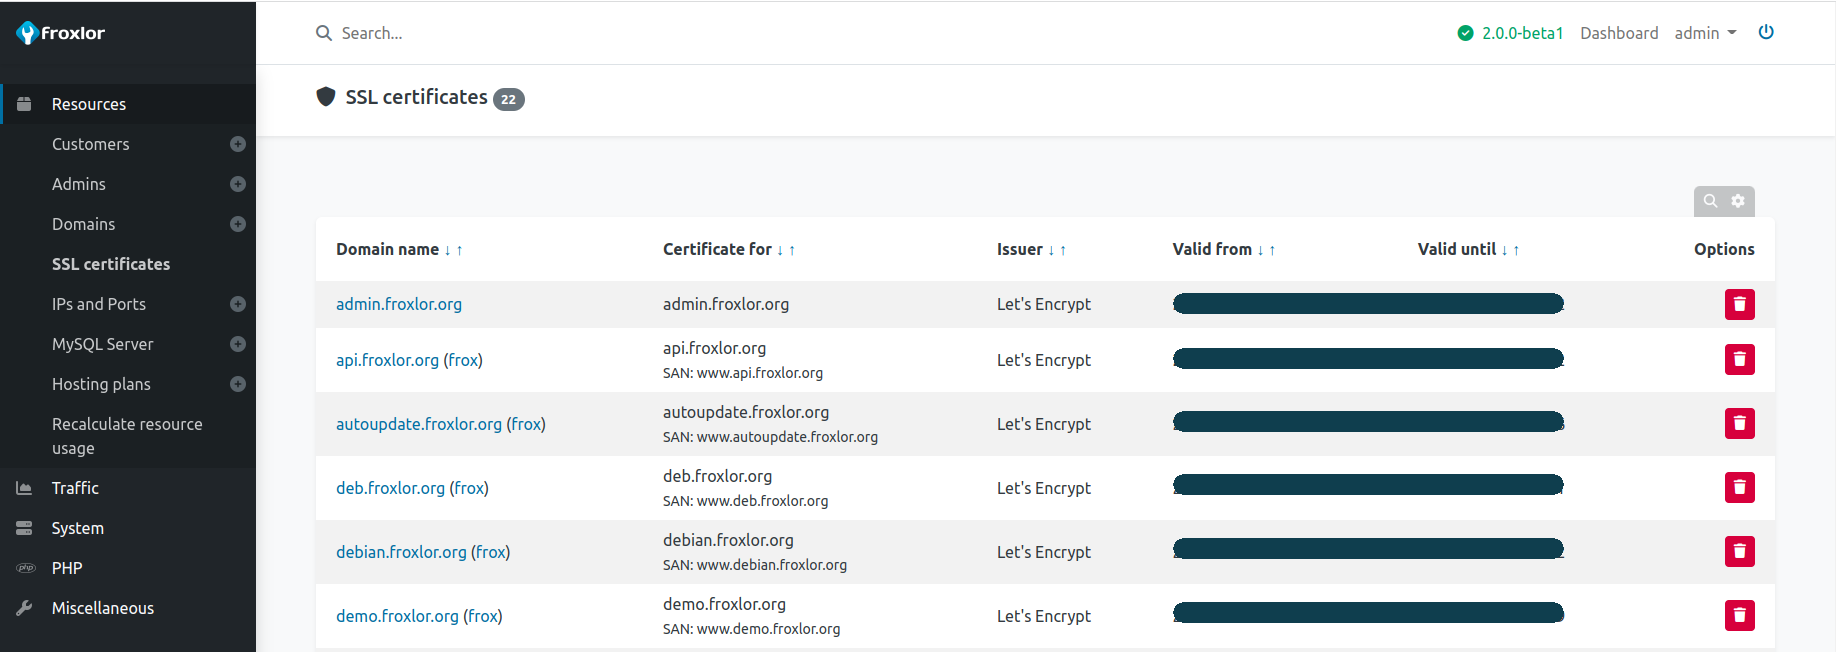 froxlor
Search...
2.0.0-beta1 Dashboard admin
SSL certificates 22
Resources
Customers
Admins
Domains
SSL certificates
IPs and Ports
MySQL Server
Hosting plans
Recalculate resource
usage
Traffic
System
php PHP
Miscellaneous
Domain name ↓ ↑ Certificate for ↓ ↑ Issuer ↓ ↑ Valid from ↓ ↑ Valid until ↓ ↑ Options
admin.froxlor.org admin.froxlor.org Let's Encrypt
api.froxlor.org (frox) api.froxlor.org Let's Encrypt
SAN: www.api.froxlor.org
autoupdate.froxlor.org (frox) autoupdate.froxlor.org Let's Encrypt
SAN: www.autoupdate.froxlor.org
deb.froxlor.org (frox) deb.froxlor.org Let's Encrypt
SAN: www.deb.froxlor.org
debian.froxlor.org (frox) debian.froxlor.org Let's Encrypt
SAN: www.debian.froxlor.org
demo.froxlor.org (frox) demo.froxlor.org Let's Encrypt
SAN: www.demo.froxlor.org